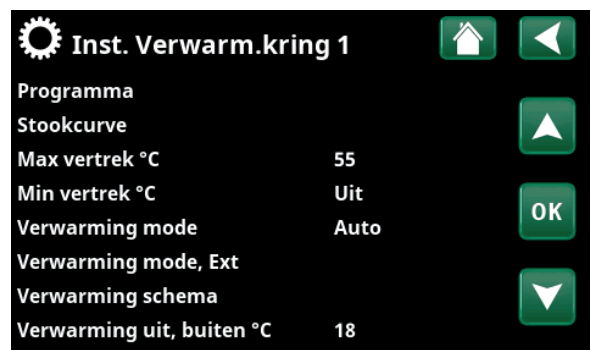 Inst. Verwarm.kring 1
Programma
Stookcurve
Max vertrek °C 55
Min vertrek °C Uit
Verwarming mode Auto
OK
Verwarming mode, Ext
Verwarming schema
Verwarming uit, buiten °C 18